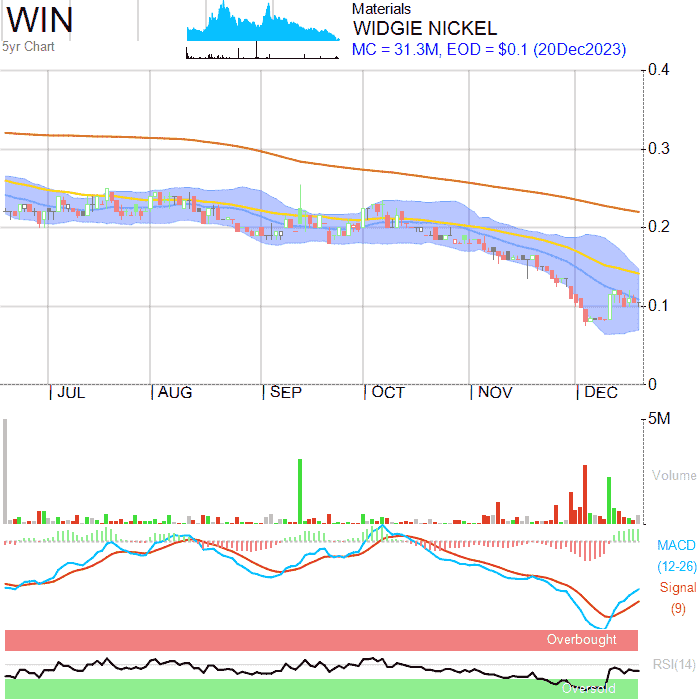 WIN
5yr Chart
Materials
WIDGIE NICKEL
MC = 31.3M, EOD = $0.1 (20Dec2023)
0.4
0.3
0.2
0.1
0
JUL AUG SEP OCT NOV DEC
5M
Volume
MACD
(12-26)
Signal
(9)
Overbought
RSI(14)
Oversold